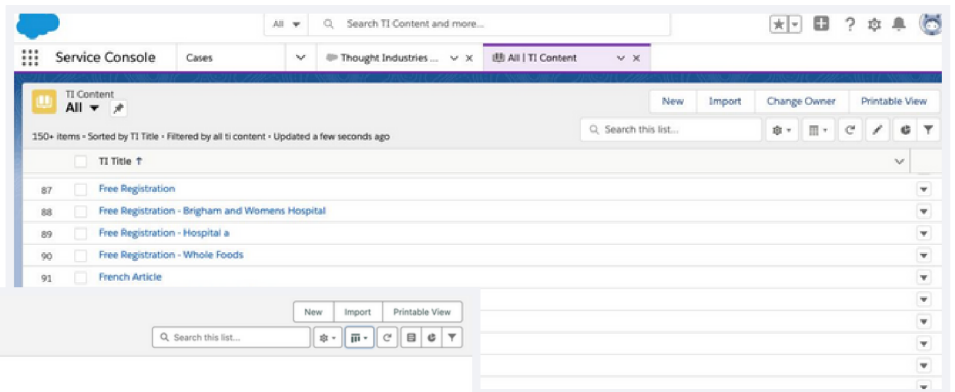 All Search TI Content and more...
Service Console Cases Thought Industries ... All | TI Content
TI Content
All
New Import Change Owner Printable View
150+ items • Sorted by TI Title • Filtered by all ti content • Updated a few seconds ago
Search this list...
TI Title ↑
87 Free Registration
88 Free Registration - Brigham and Womens Hospital
89 Free Registration - Hospital a
90 Free Registration - Whole Foods
91 French Article
New Import Printable View
Search this list...